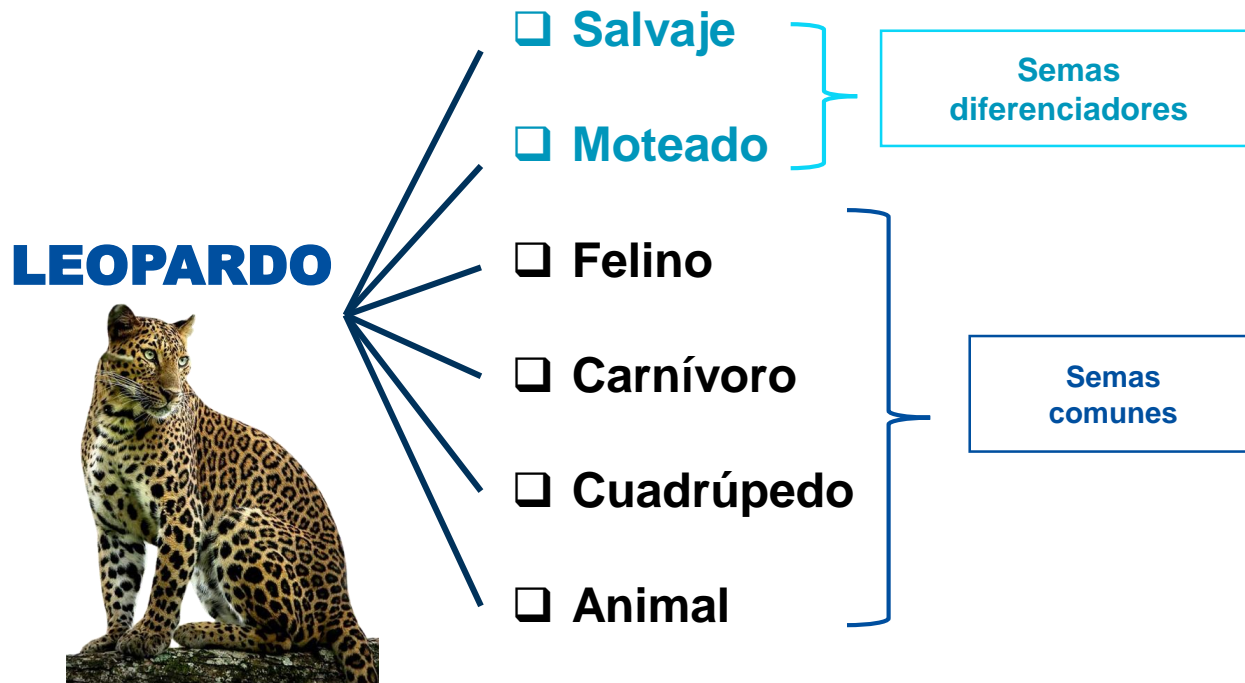 Salvaje
Semas
diferenciadores
Moteado
LEOPARDO
Felino
Carnívoro
Semas
comunes
Cuadrúpedo
Animal